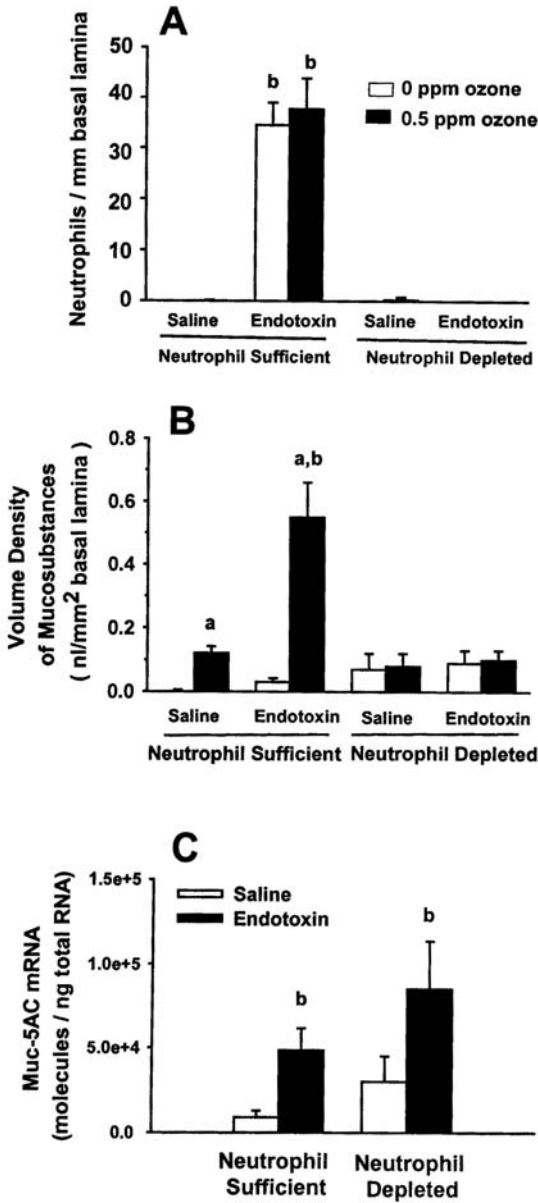 A
Neutrophils / mm basal lamina
50
40
30
20
10
0
b
b
0 ppm ozone
0.5 ppm ozone
Saline
Endotoxin
Saline
Endotoxin
Neutrophil Sufficient
Neutrophil Depleted
B
Volume Density
of Mucosubstances
( nl/mm² basal lamina )
0.8
0.6
0.4
0.2
0.0
a
a,b
Saline
Endotoxin
Saline
Endotoxin
Neutrophil Sufficient
Neutrophil Depleted
C
Muc-5AC mRNA
(molecules / ng total RNA)
1.5e+5
1.0e+5
5.0e+4
0.0
Saline
Endotoxin
b
b
Neutrophil
Sufficient
Neutrophil
Depleted